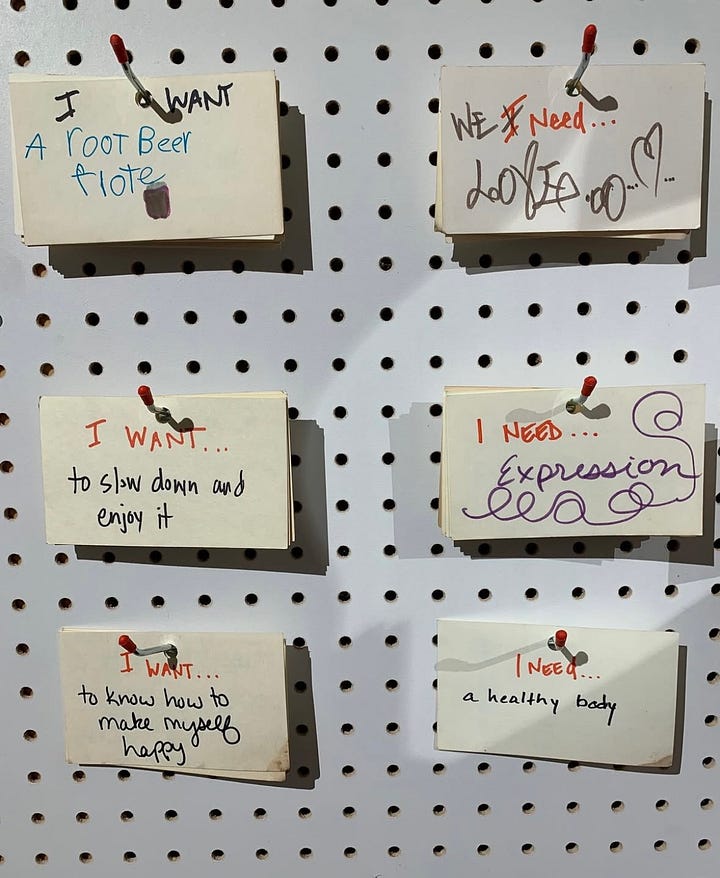 I WANT
A root Beer
flote
WE I Need...
I WANT...
to slow down and
enjoy it
I NEED...
Expression
I WANT...
to know how to
make myself
happy
I NEED...
a healthy body